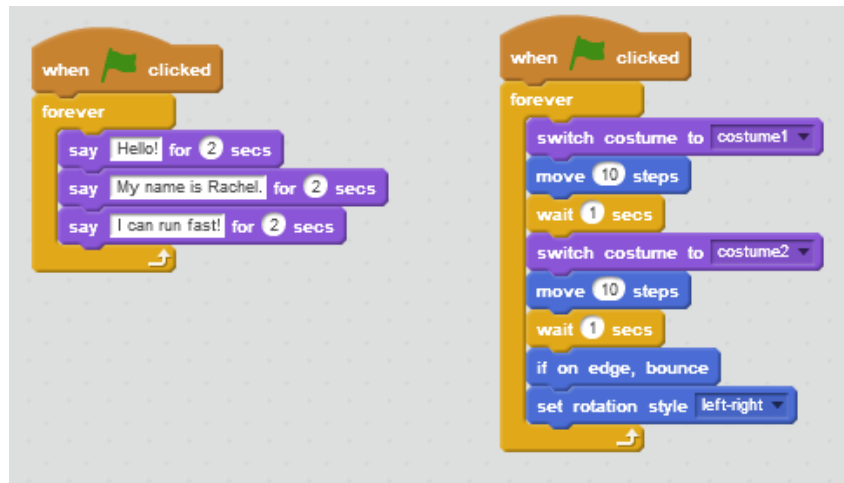 when clicked
forever
say Hello! for 2 secs
say My name is Rachel. for 2 secs
say I can run fast! for 2 secs
when clicked
forever
switch costume to costume1
move 10 steps
wait 1 secs
switch costume to costume2
move 10 steps
wait 1 secs
if on edge, bounce
set rotation style left-right